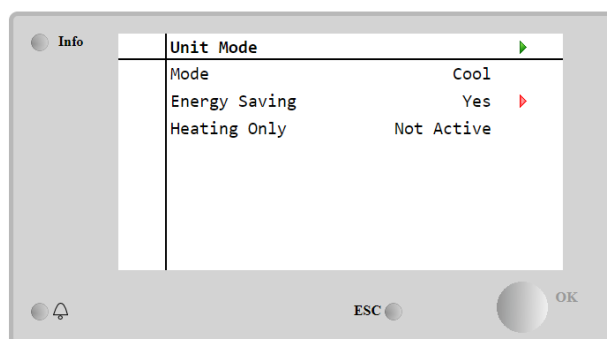 Info
Unit Mode
Mode Cool
Energy Saving Yes
Heating Only Not Active
ESC
OK